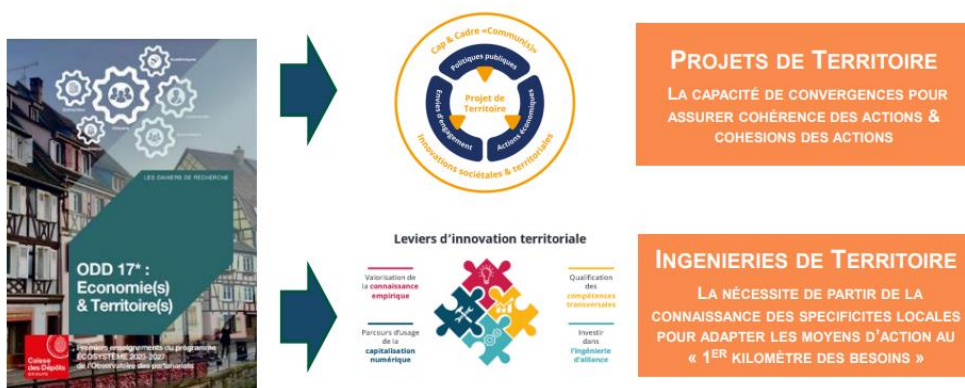 LES CAHIERS DE RECHERCHE
ODD 17* :
Economie(s)
& Territoire(s)
Premiers enseignements du programme
ÉCOSYSTÈME 2023-2027
de l'Observatoire des partenariats
Caisse
des Dépôts
GROUPE
Cap & Cadre «Commun(s)»
Politiques publiques
Envies d'engagement
Projet de
Territoire
Actions économiques
Innovations sociétales & territoriales
PROJETS DE TERRITOIRE
LA CAPACITÉ DE CONVERGENCES POUR
ASSURER COHÉRENCE DES ACTIONS &
COHESIONS DES ACTIONS
Leviers d'innovation territoriale
Valorisation de
la connaissance
empirique
Parcours d'usage
de la
capitalisation
numérique
Qualification
des
compétences
transversales
Investir
dans
l'ingénierie
d'alliance
INGENIERIES DE TERRITOIRE
LA NÉCESSITE DE PARTIR DE LA
CONNAISSANCE DES SPECIFICITES LOCALES
POUR ADAPTER LES MOYENS D'ACTION AU
« 1ER KILOMÈTRE DES BESOINS »